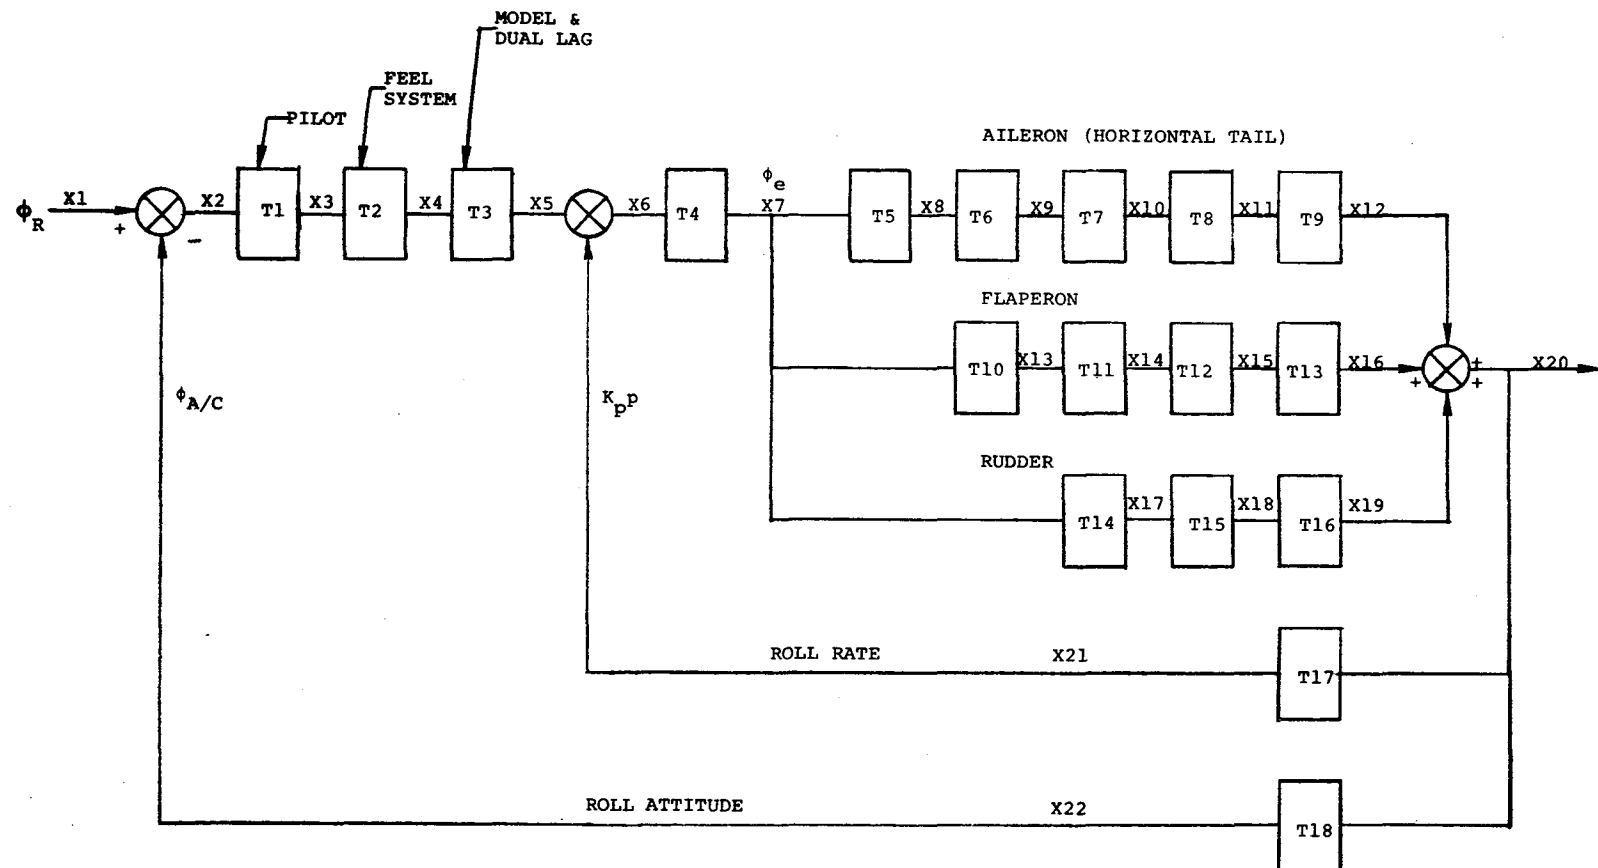 MODEL &
DUAL LAG
FEEL
SYSTEM
PILOT
AILERON (HORIZONTAL TAIL)
ϕR X1 + X2 − T1 X3 T2 X4 T3 X5 X6 T4 ϕe X7 T5 X8 T6 X9 T7 X10 T8 X11 T9 X12
FLAPERON
T10 X13 T11 X14 T12 X15 T13 X16 + + + X20
ϕA/C
Kpp
RUDDER
T14 X17 T15 X18 T16 X19
ROLL RATE X21 T17
ROLL ATTITUDE X22 T18